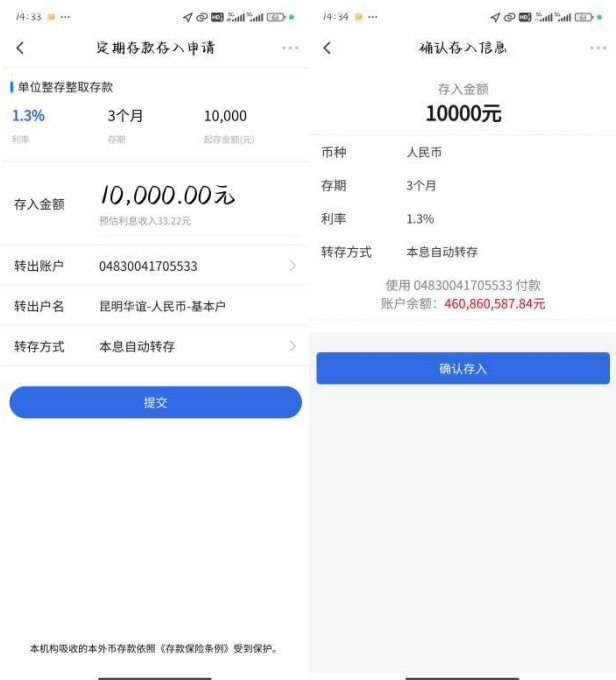 14:33
定期存款存入申请
单位整存整取存款
1.3% 3个月 10,000
利率 存期 起存金额(元)
存入金额 10,000.00元
预估利息收入33.22元
转出账户 04830041705533
转出户名 昆明华谊-人民币-基本户
转存方式 本息自动转存
提交
本机构吸收的本外币存款依照《存款保险条例》受到保护。
14:34
确认存入信息
存入金额
10000元
币种 人民币
存期 3个月
利率 1.3%
转存方式 本息自动转存
使用 04830041705533 付款
账户余额：460,860,587.84元
确认存入